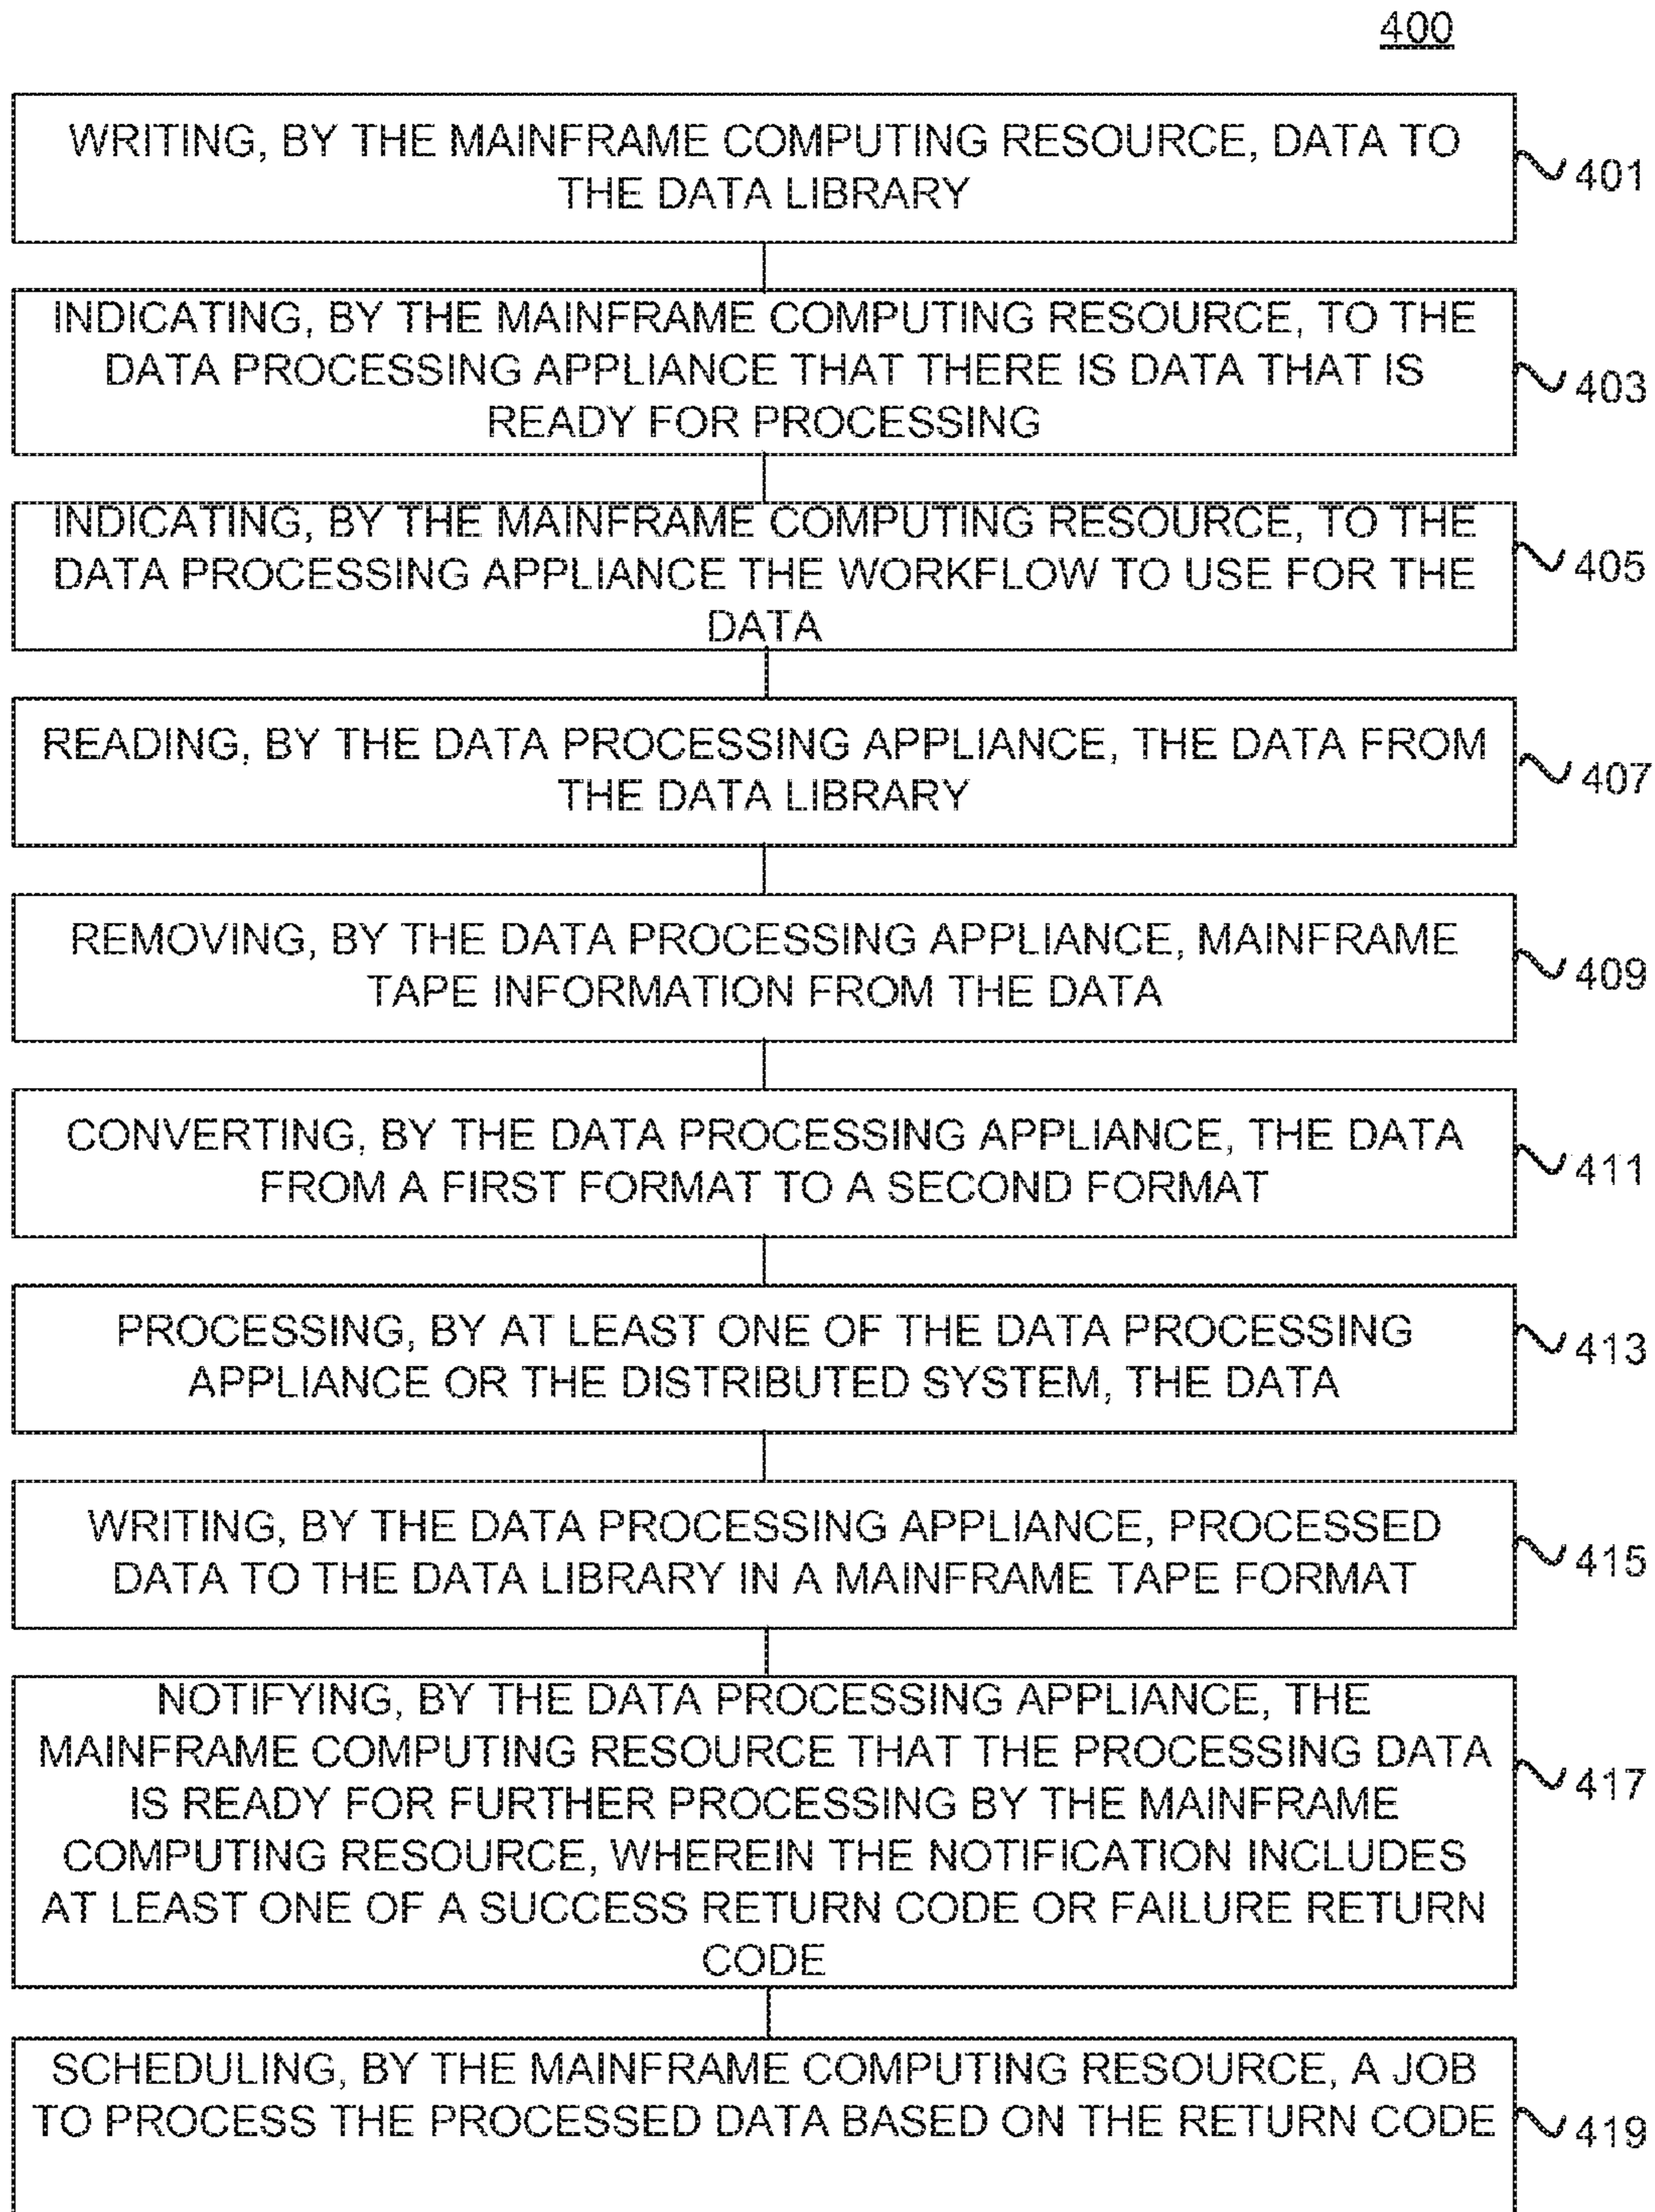 400
WRITING, BY THE MAINFRAME COMPUTING RESOURCE, DATA TO
THE DATA LIBRARY
401
INDICATING, BY THE MAINFRAME COMPUTING RESOURCE, TO THE
DATA PROCESSING APPLIANCE THAT THERE IS DATA THAT IS
READY FOR PROCESSING
403
INDICATING, BY THE MAINFRAME COMPUTING RESOURCE, TO THE
DATA PROCESSING APPLIANCE THE WORKFLOW TO USE FOR THE
DATA
405
READING, BY THE DATA PROCESSING APPLIANCE, THE DATA FROM
THE DATA LIBRARY
407
REMOVING, BY THE DATA PROCESSING APPLIANCE, MAINFRAME
TAPE INFORMATION FROM THE DATA
409
CONVERTING, BY THE DATA PROCESSING APPLIANCE, THE DATA
FROM A FIRST FORMAT TO A SECOND FORMAT
411
PROCESSING, BY AT LEAST ONE OF THE DATA PROCESSING
APPLIANCE OR THE DISTRIBUTED SYSTEM, THE DATA
413
WRITING, BY THE DATA PROCESSING APPLIANCE, PROCESSED
DATA TO THE DATA LIBRARY IN A MAINFRAME TAPE FORMAT
415
NOTIFYING, BY THE DATA PROCESSING APPLIANCE, THE
MAINFRAME COMPUTING RESOURCE THAT THE PROCESSING DATA
IS READY FOR FURTHER PROCESSING BY THE MAINFRAME
COMPUTING RESOURCE, WHEREIN THE NOTIFICATION INCLUDES
AT LEAST ONE OF A SUCCESS RETURN CODE OR FAILURE RETURN
CODE
417
SCHEDULING, BY THE MAINFRAME COMPUTING RESOURCE, A JOB
TO PROCESS THE PROCESSED DATA BASED ON THE RETURN CODE
419